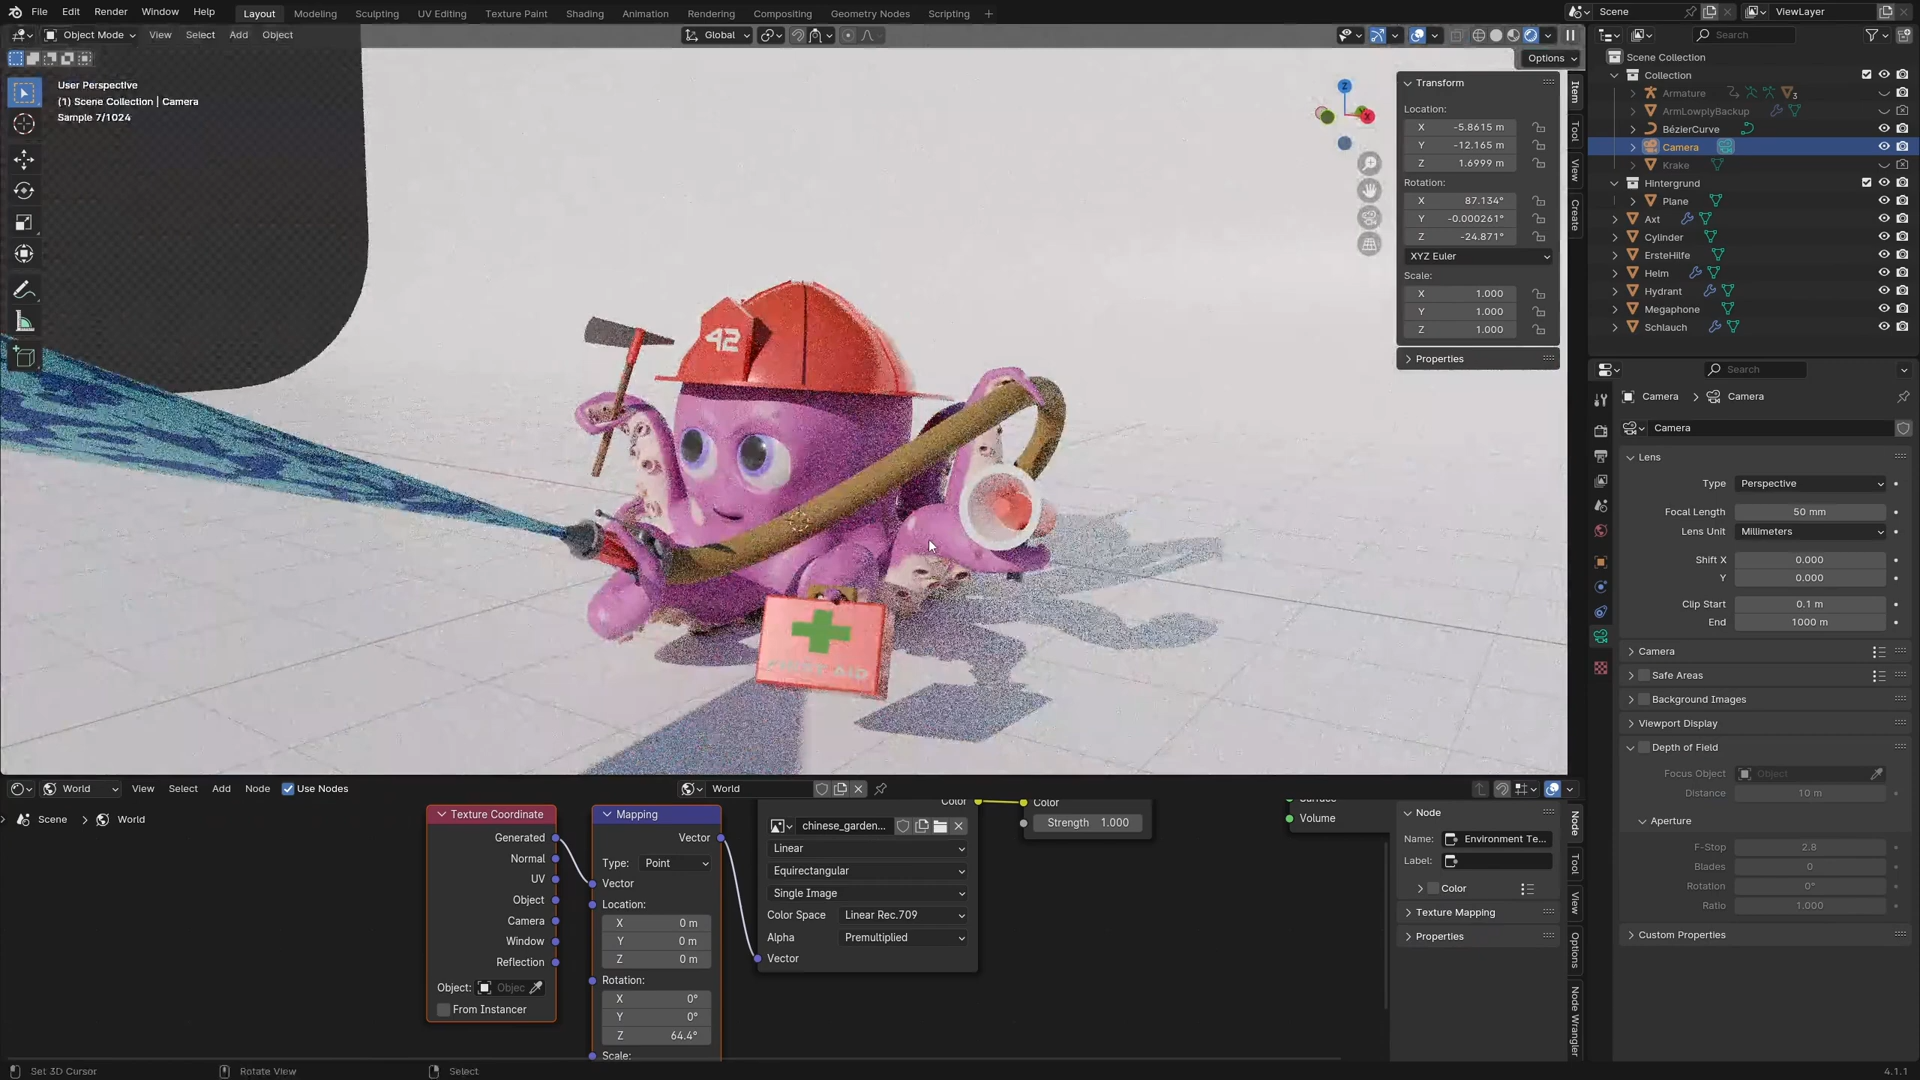 File Edit Render Window Help Layout Modeling Sculpting UV Editing Texture Paint Shading Animation Rendering Compositing Geometry Nodes Scripting + Scene ViewLayer
Object Mode View Select Add Object Global Search
Options
User Perspective
(1) Scene Collection | Camera
Sample 7/1024
Z
X
42
FIRST AID
Transform
Location:
X -5.8615 m
Y -12.165 m
Z 1.6999 m
Rotation:
X 87.134°
Y -0.000261°
Z -24.871°
XYZ Euler
Scale:
X 1.000
Y 1.000
Z 1.000
Properties
Item
Tool
View
Create
Scene Collection
Collection
Armature 3
ArmLowplyBackup
BézierCurve
Camera
Krake
Hintergrund
Plane
Axt
Cylinder
ErsteHilfe
Helm
Hydrant
Megaphone
Schlauch
Search
Camera > Camera
Camera
Lens
Type Perspective
Focal Length 50 mm
Lens Unit Millimeters
Shift X 0.000
Y 0.000
Clip Start 0.1 m
End 1000 m
Camera
Safe Areas
Background Images
Viewport Display
Depth of Field
Focus Object Object
Distance 10 m
Aperture
F-Stop 2.8
Blades 0
Rotation 0°
Ratio 1.000
Custom Properties
World View Select Add Node Use Nodes World
Scene > World
Texture Coordinate
Generated
Normal
UV
Object
Camera
Window
Reflection
Object: Objec
From Instancer
Mapping
Vector
Type: Point
Vector
Location:
X 0 m
Y 0 m
Z 0 m
Rotation:
X 0°
Y 0°
Z 64.4°
Scale:
Color
chinese_garden...
Linear
Equirectangular
Single Image
Color Space Linear Rec.709
Alpha Premultiplied
Vector
Color
Strength 1.000
Surface
Volume
Node
Name: Environment Te...
Label:
Color
Texture Mapping
Properties
Node
Tool
View
Options
Node Wrangler
Set 3D Cursor Rotate View Select 4.1.1